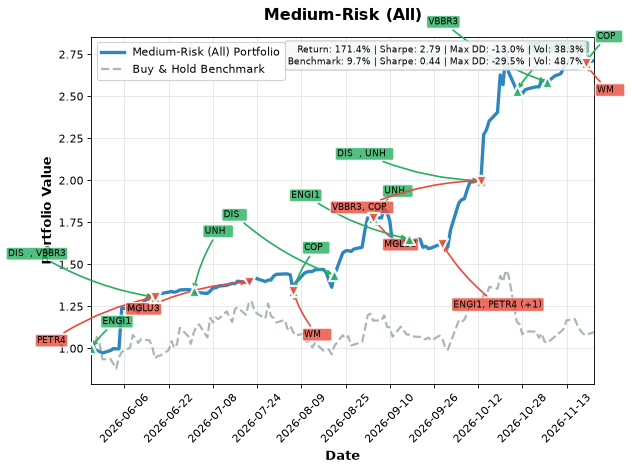 Medium-Risk (All)
VBBR3
COP
Medium-Risk (All) Portfolio
Buy & Hold Benchmark
Return: 171.4% | Sharpe: 2.79 | Max DD: -13.0% | Vol: 38.3%
Benchmark: 9.7% | Sharpe: 0.44 | Max DD: -29.5% | Vol: 48.7%
WM
DIS , UNH
ENGI1
UNH
VBBR3, COP
DIS
UNH
MGLU3
COP
DIS , VBBR3
MGLU3
ENGI1, PETR4 (+1)
ENGI1
PETR4
WM
Portfolio Value
2.75
2.50
2.25
2.00
1.75
1.50
1.25
1.00
2026-06-06
2026-06-22
2026-07-08
2026-07-24
2026-08-09
2026-08-25
2026-09-10
2026-09-26
2026-10-12
2026-10-28
2026-11-13
Date